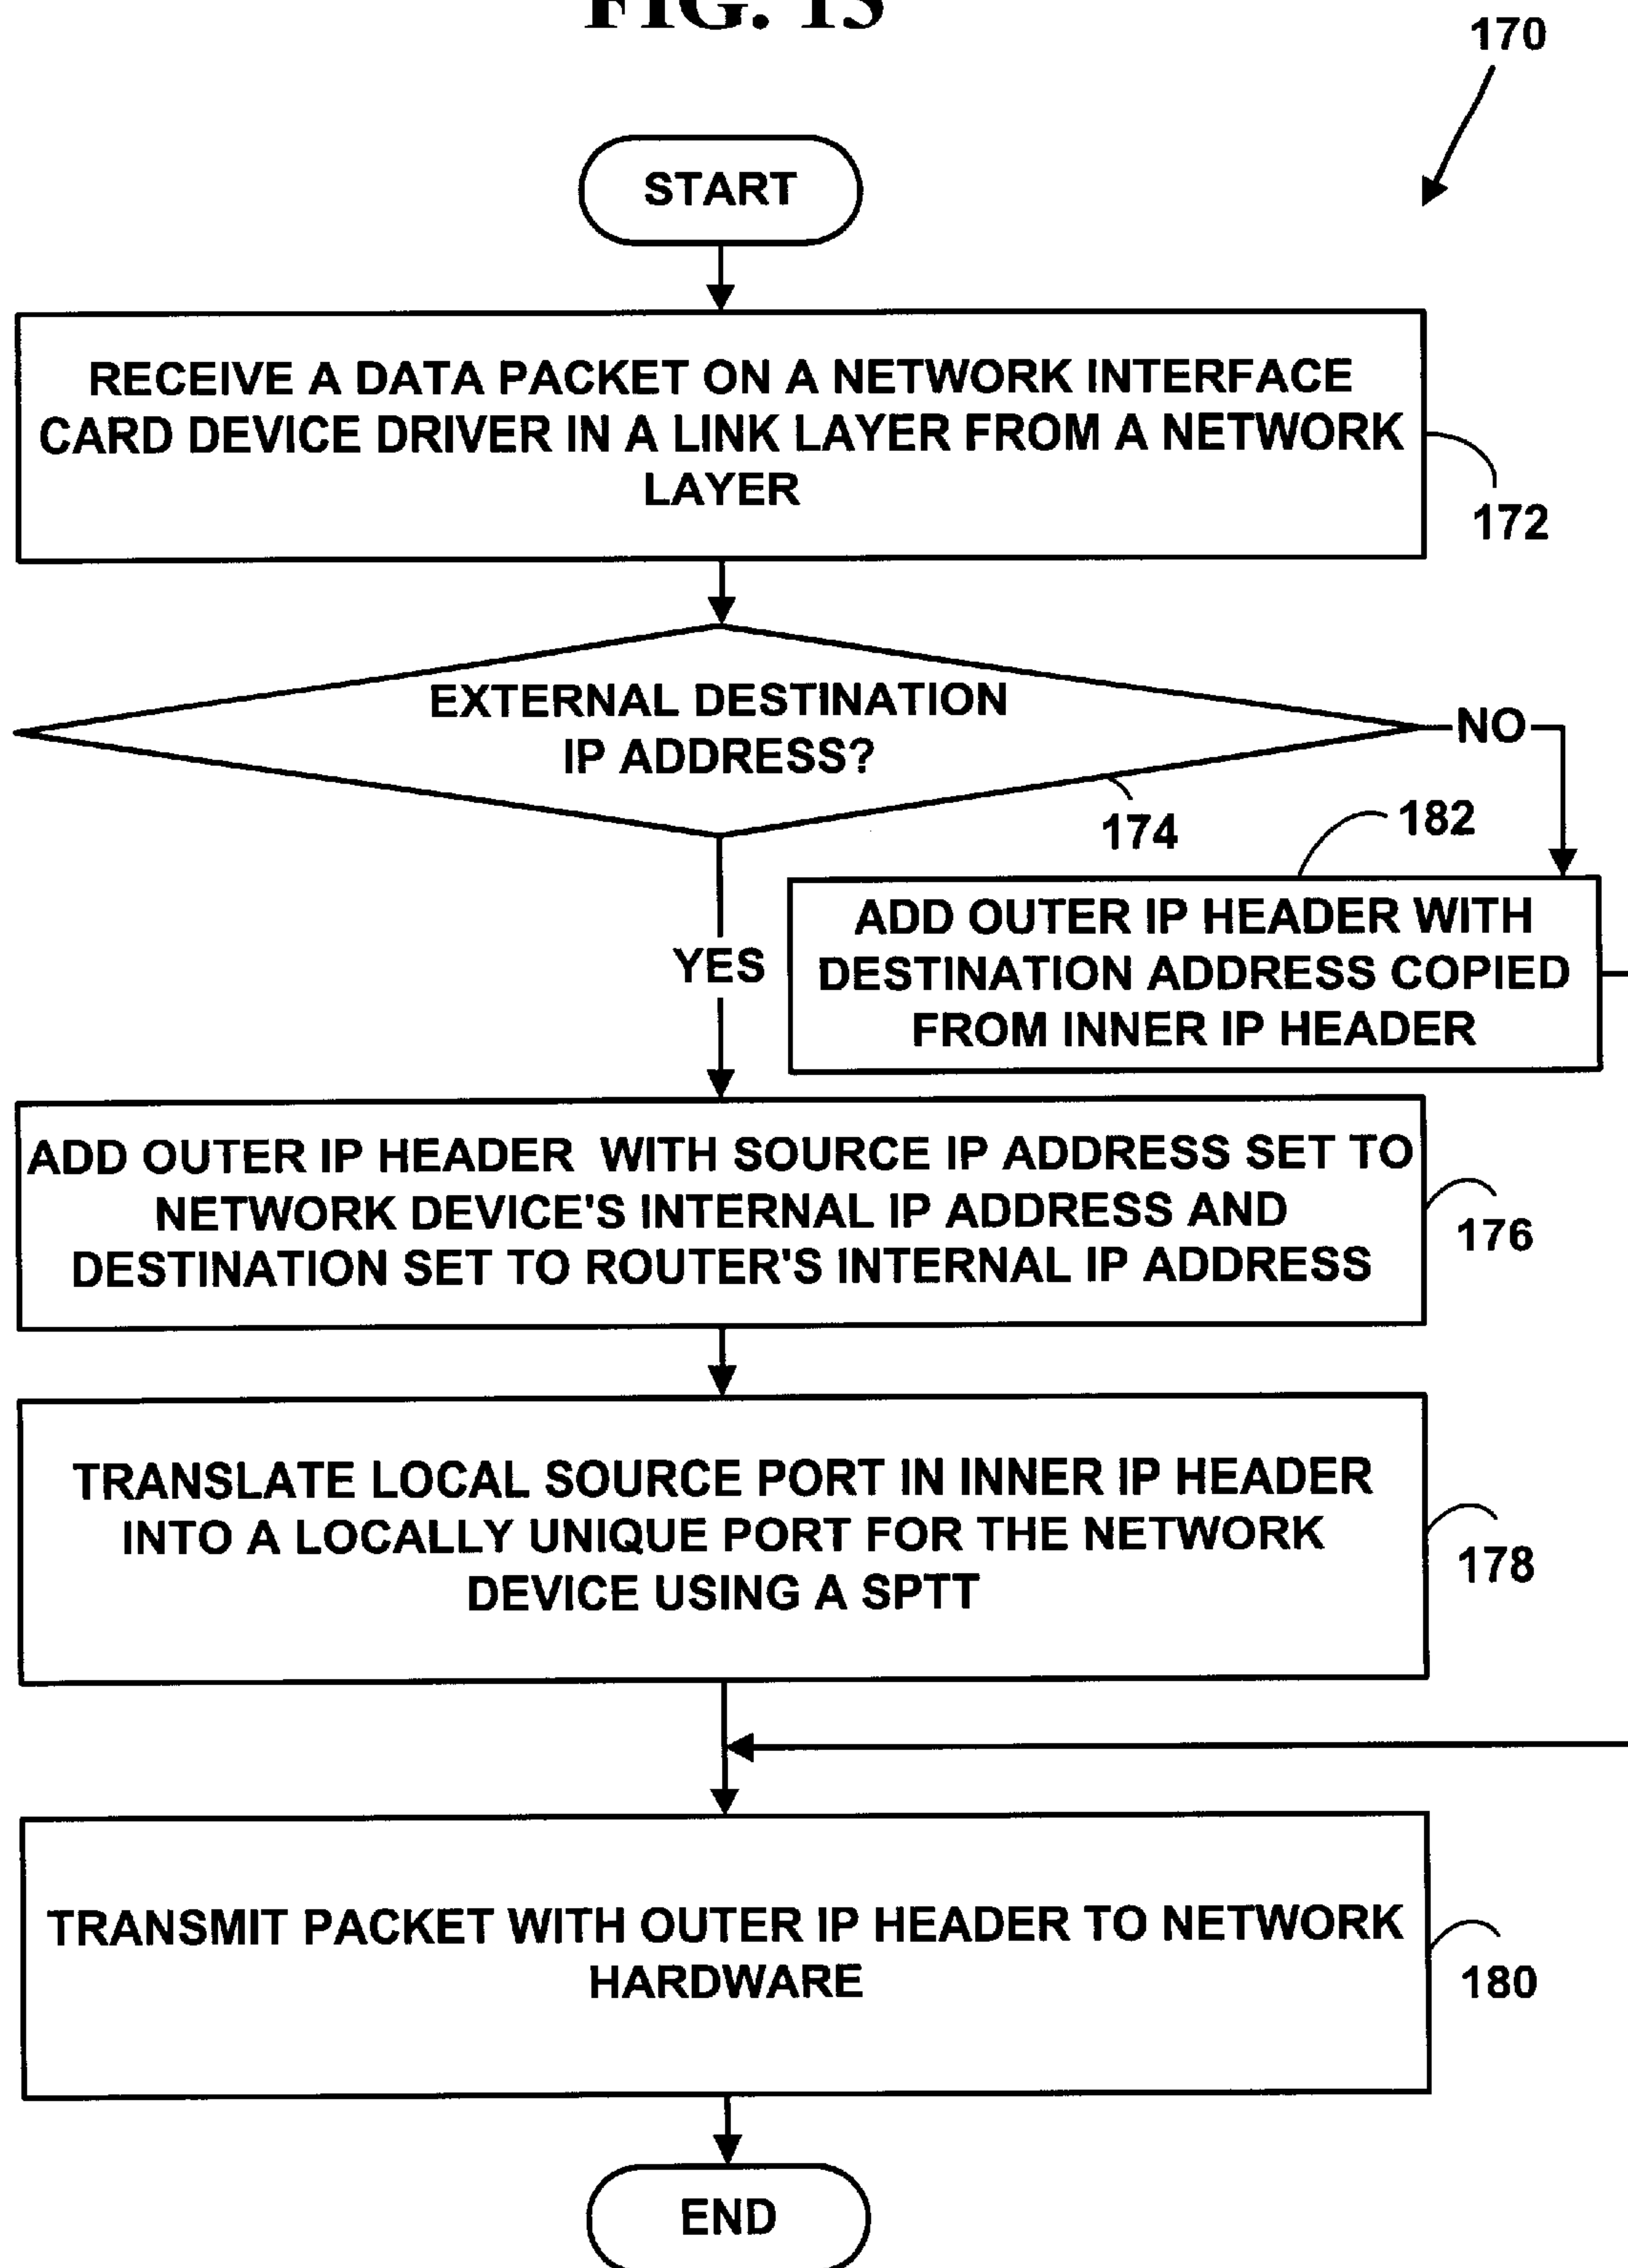 FIG. 13
170
START
RECEIVE A DATA PACKET ON A NETWORK INTERFACE
CARD DEVICE DRIVER IN A LINK LAYER FROM A NETWORK
LAYER
172
EXTERNAL DESTINATION
IP ADDRESS?
NO
174
182
ADD OUTER IP HEADER WITH
DESTINATION ADDRESS COPIED
FROM INNER IP HEADER
YES
ADD OUTER IP HEADER WITH SOURCE IP ADDRESS SET TO
NETWORK DEVICE'S INTERNAL IP ADDRESS AND
DESTINATION SET TO ROUTER'S INTERNAL IP ADDRESS
176
TRANSLATE LOCAL SOURCE PORT IN INNER IP HEADER
INTO A LOCALLY UNIQUE PORT FOR THE NETWORK
DEVICE USING A SPTT
178
TRANSMIT PACKET WITH OUTER IP HEADER TO NETWORK
HARDWARE
180
END